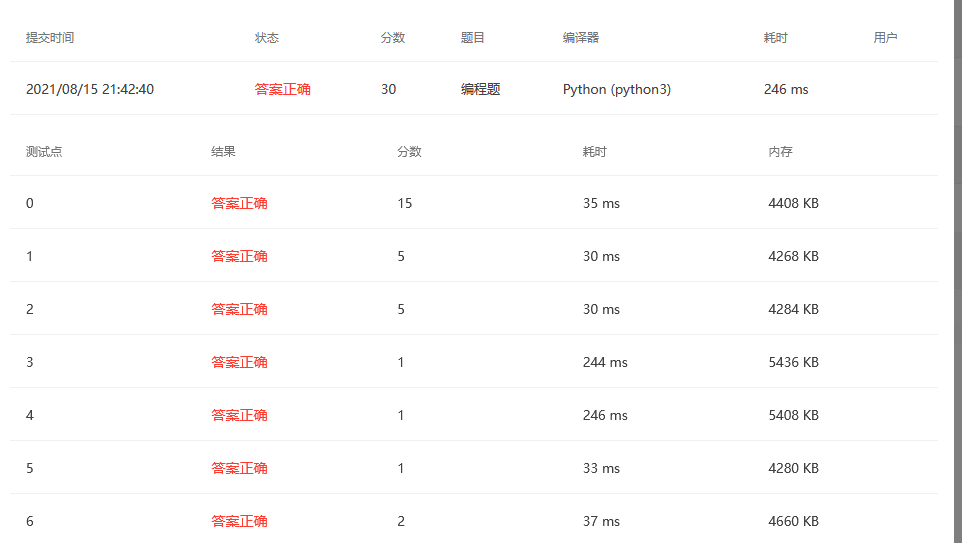 提交时间 状态 分数 题目 编译器 耗时 用户
2021/08/15 21:42:40 答案正确 30 编程题 Python (python3) 246 ms
测试点 结果 分数 耗时 内存
0 答案正确 15 35 ms 4408 KB
1 答案正确 5 30 ms 4268 KB
2 答案正确 5 30 ms 4284 KB
3 答案正确 1 244 ms 5436 KB
4 答案正确 1 246 ms 5408 KB
5 答案正确 1 33 ms 4280 KB
6 答案正确 2 37 ms 4660 KB